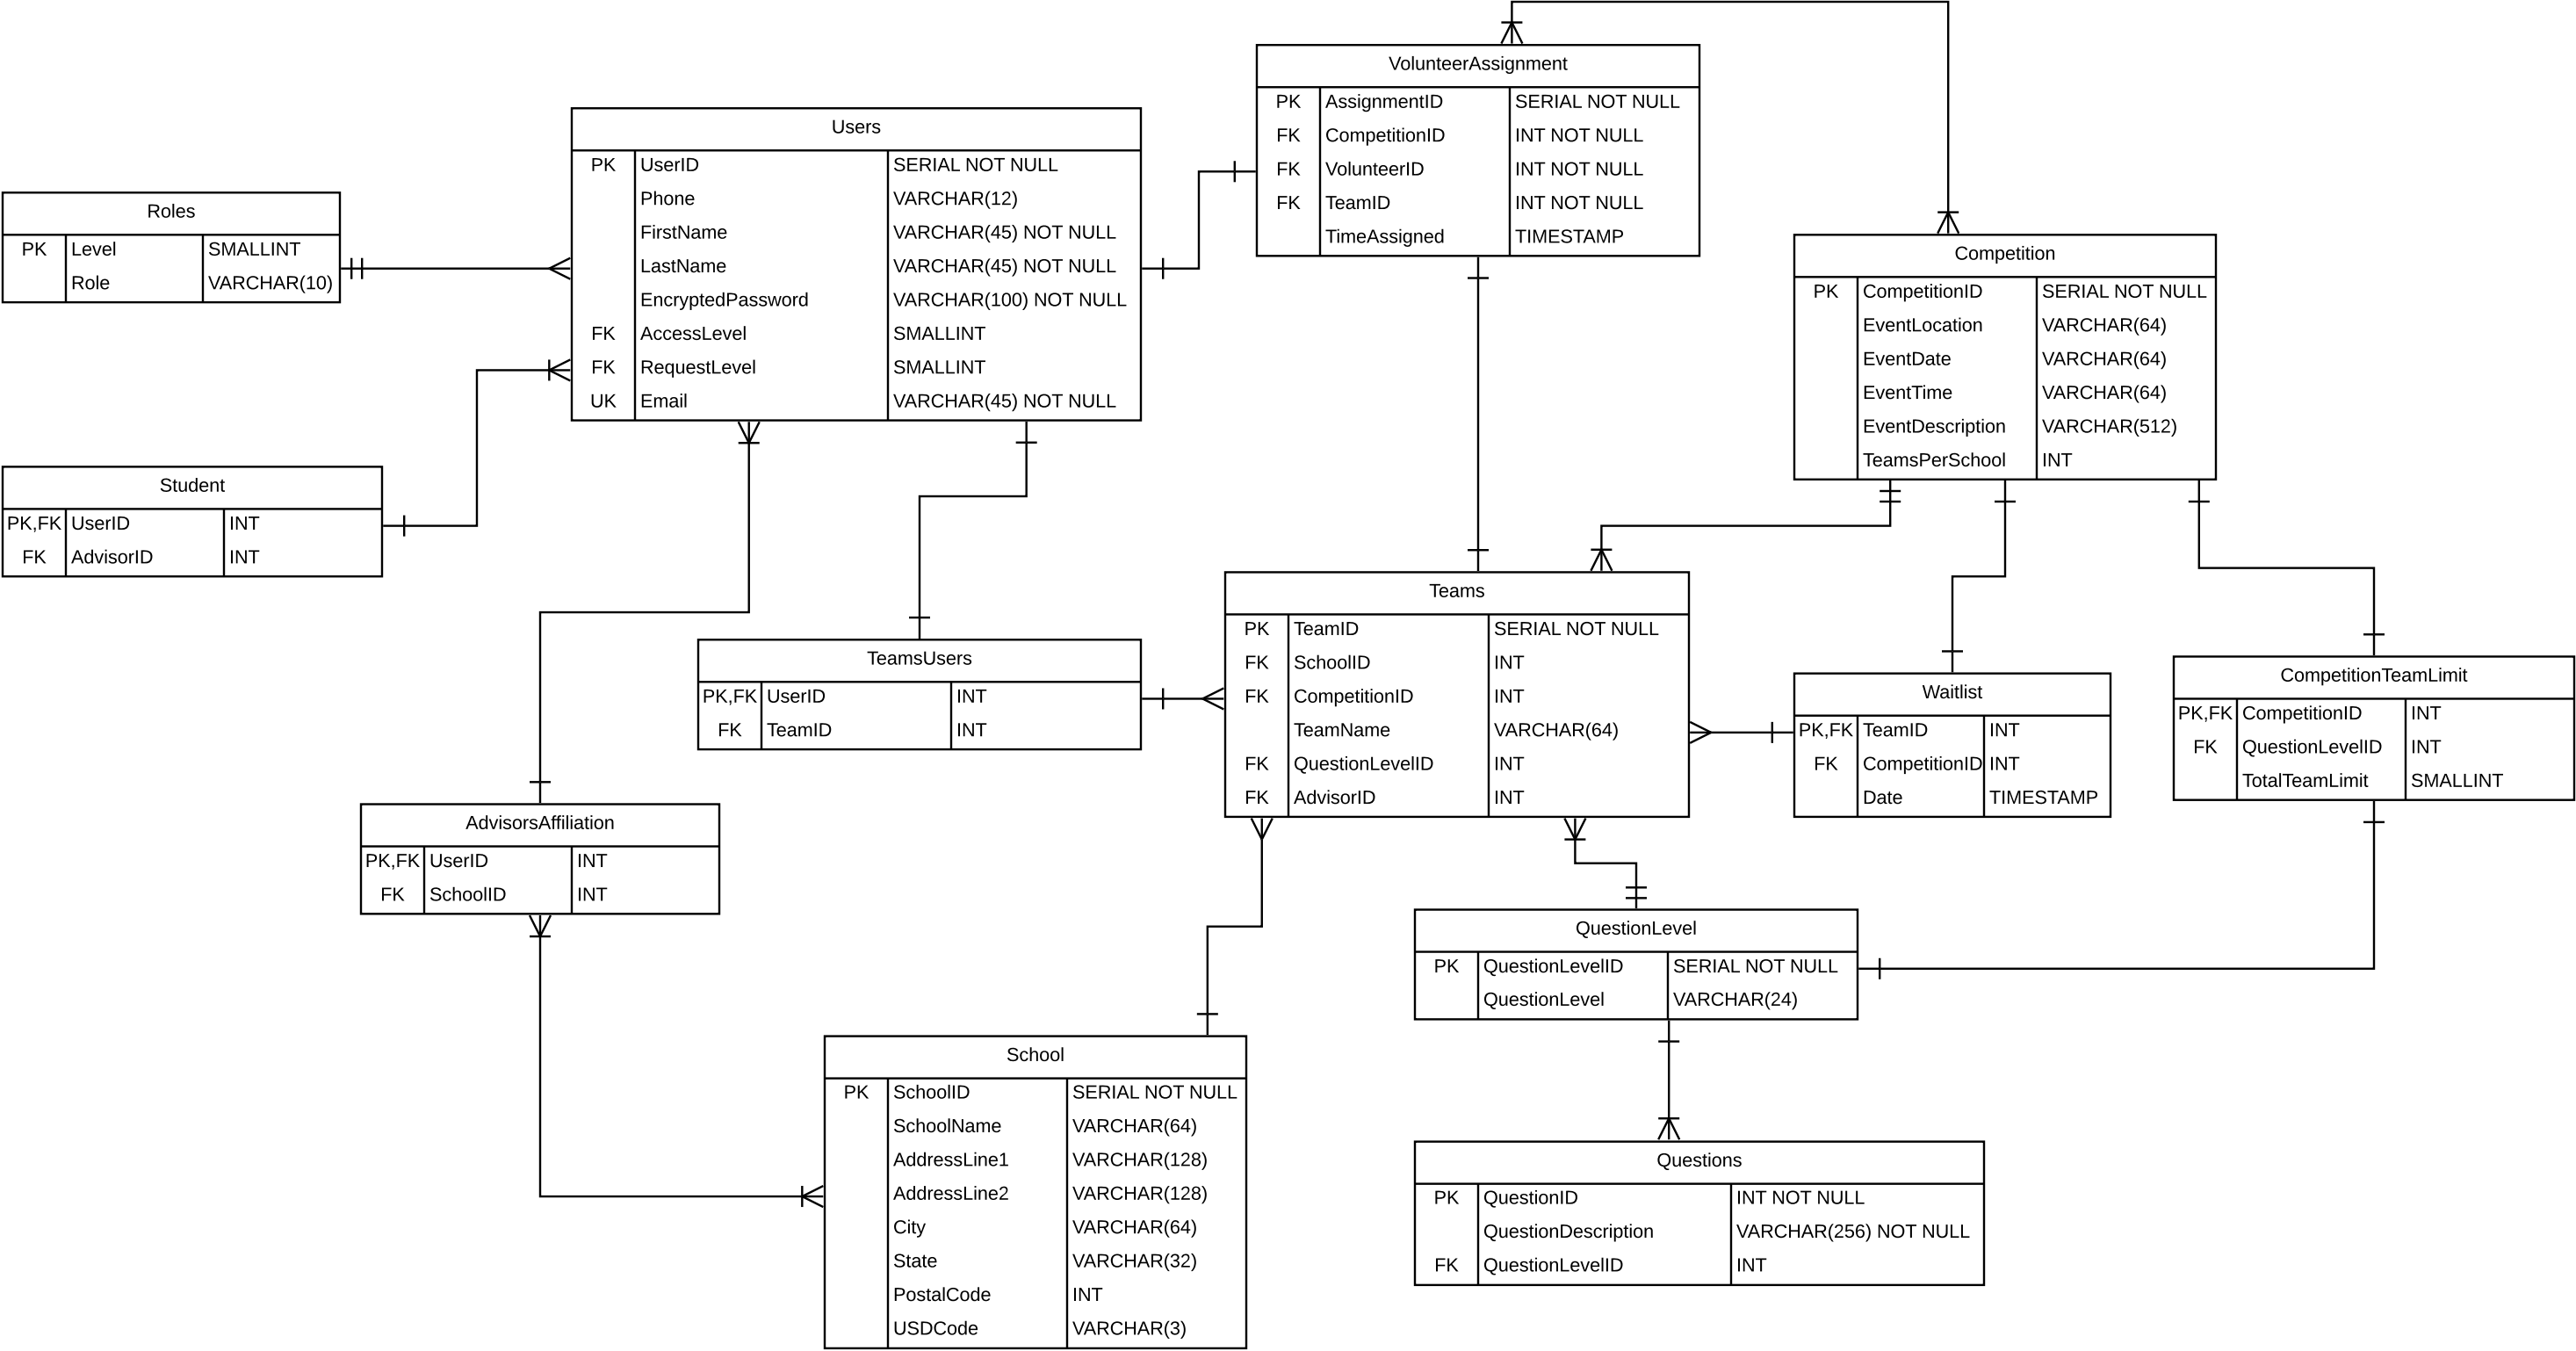 VolunteerAssignment
PK AssignmentID SERIAL NOT NULL
FK CompetitionID INT NOT NULL
FK VolunteerID INT NOT NULL
FK TeamID INT NOT NULL
TimeAssigned TIMESTAMP
Users
PK UserID SERIAL NOT NULL
Phone VARCHAR(12)
FirstName VARCHAR(45) NOT NULL
LastName VARCHAR(45) NOT NULL
EncryptedPassword VARCHAR(100) NOT NULL
FK AccessLevel SMALLINT
FK RequestLevel SMALLINT
UK Email VARCHAR(45) NOT NULL
Roles
PK Level SMALLINT
Role VARCHAR(10)
Competition
PK CompetitionID SERIAL NOT NULL
EventLocation VARCHAR(64)
EventDate VARCHAR(64)
EventTime VARCHAR(64)
EventDescription VARCHAR(512)
TeamsPerSchool INT
Student
PK,FK UserID INT
FK AdvisorID INT
Teams
PK TeamID SERIAL NOT NULL
FK SchoolID INT
FK CompetitionID INT
TeamName VARCHAR(64)
FK QuestionLevelID INT
FK AdvisorID INT
TeamsUsers
PK,FK UserID INT
FK TeamID INT
Waitlist
PK,FK TeamID INT
FK CompetitionID INT
Date TIMESTAMP
CompetitionTeamLimit
PK,FK CompetitionID INT
FK QuestionLevelID INT
TotalTeamLimit SMALLINT
AdvisorsAffiliation
PK,FK UserID INT
FK SchoolID INT
QuestionLevel
PK QuestionLevelID SERIAL NOT NULL
QuestionLevel VARCHAR(24)
School
PK SchoolID SERIAL NOT NULL
SchoolName VARCHAR(64)
AddressLine1 VARCHAR(128)
AddressLine2 VARCHAR(128)
City VARCHAR(64)
State VARCHAR(32)
PostalCode INT
USDCode VARCHAR(3)
Questions
PK QuestionID INT NOT NULL
QuestionDescription VARCHAR(256) NOT NULL
FK QuestionLevelID INT